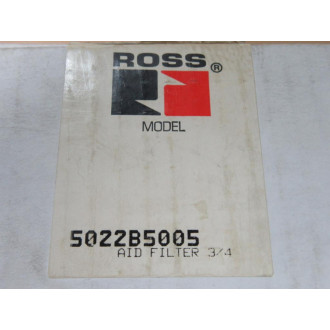 ROSS®
MODEL
5022B5005
AID FILTER 3/4